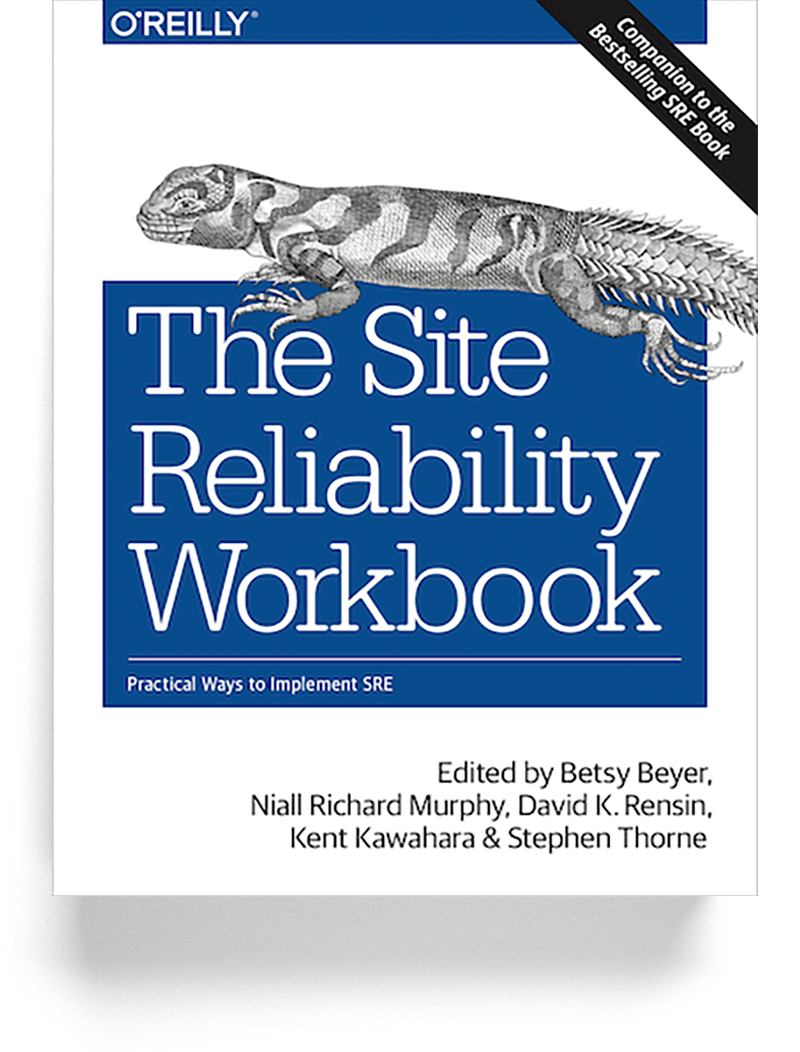 O'REILLY®
Companion to the
Bestselling SRE Book
The Site
Reliability
Workbook
Practical Ways to Implement SRE
Edited by Betsy Beyer,
Niall Richard Murphy, David K. Rensin,
Kent Kawahara & Stephen Thorne